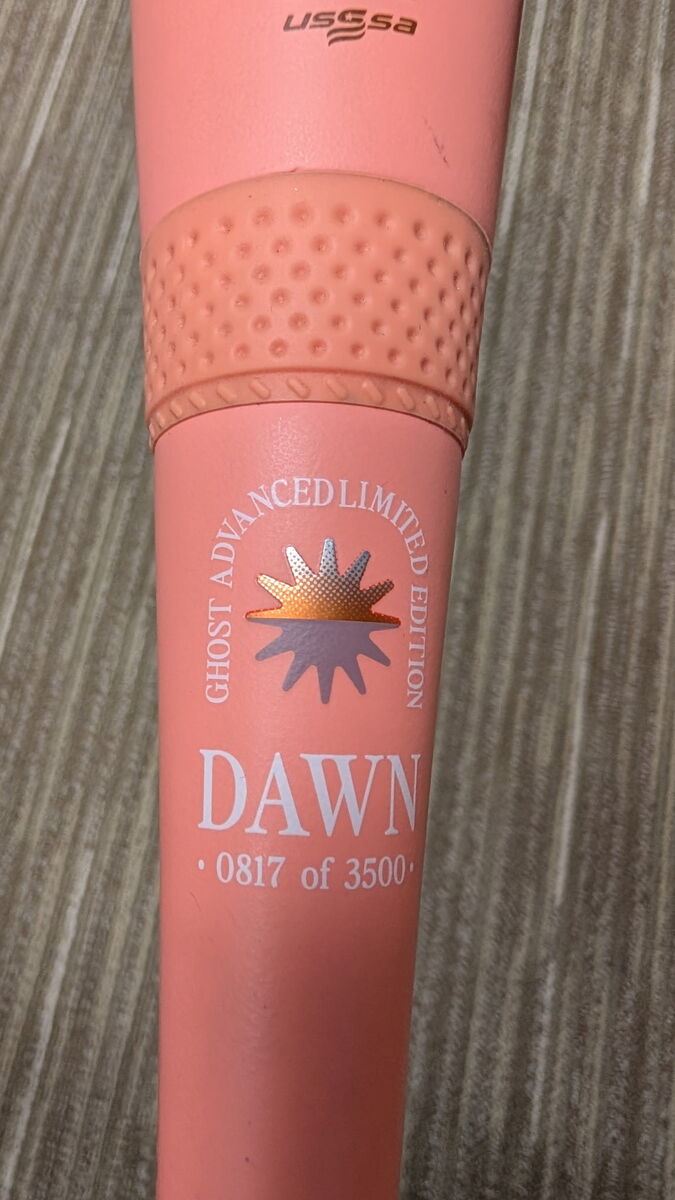 usssa
GHOST ADVANCED LIMITED EDITION
DAWN
· 0817 of 3500 ·